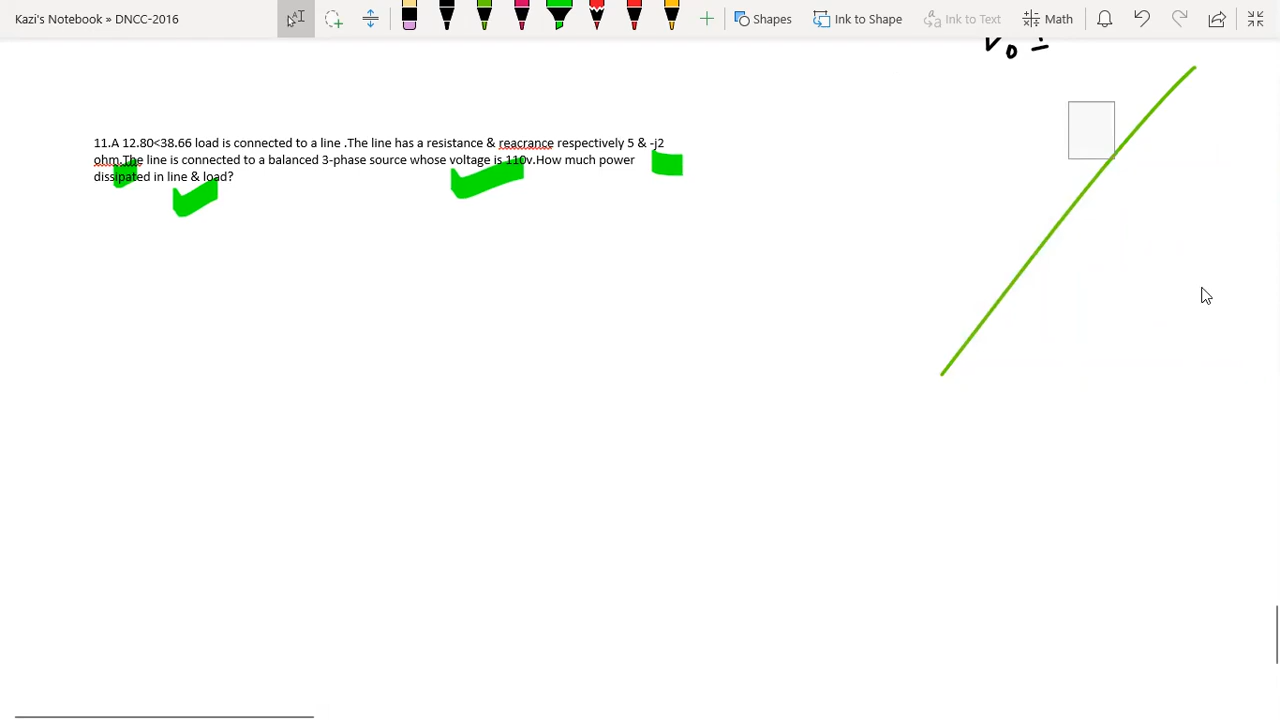 Kazi's Notebook » DNCC-2016
Shapes
Ink to Shape
Ink to Text
Math
V₀ ÷
11.A 12.80<38.66 load is connected to a line .The line has a resistance & reacrance respectively 5 & -j2
ohm.The line is connected to a balanced 3-phase source whose voltage is 110v.How much power
dissipated in line & load?